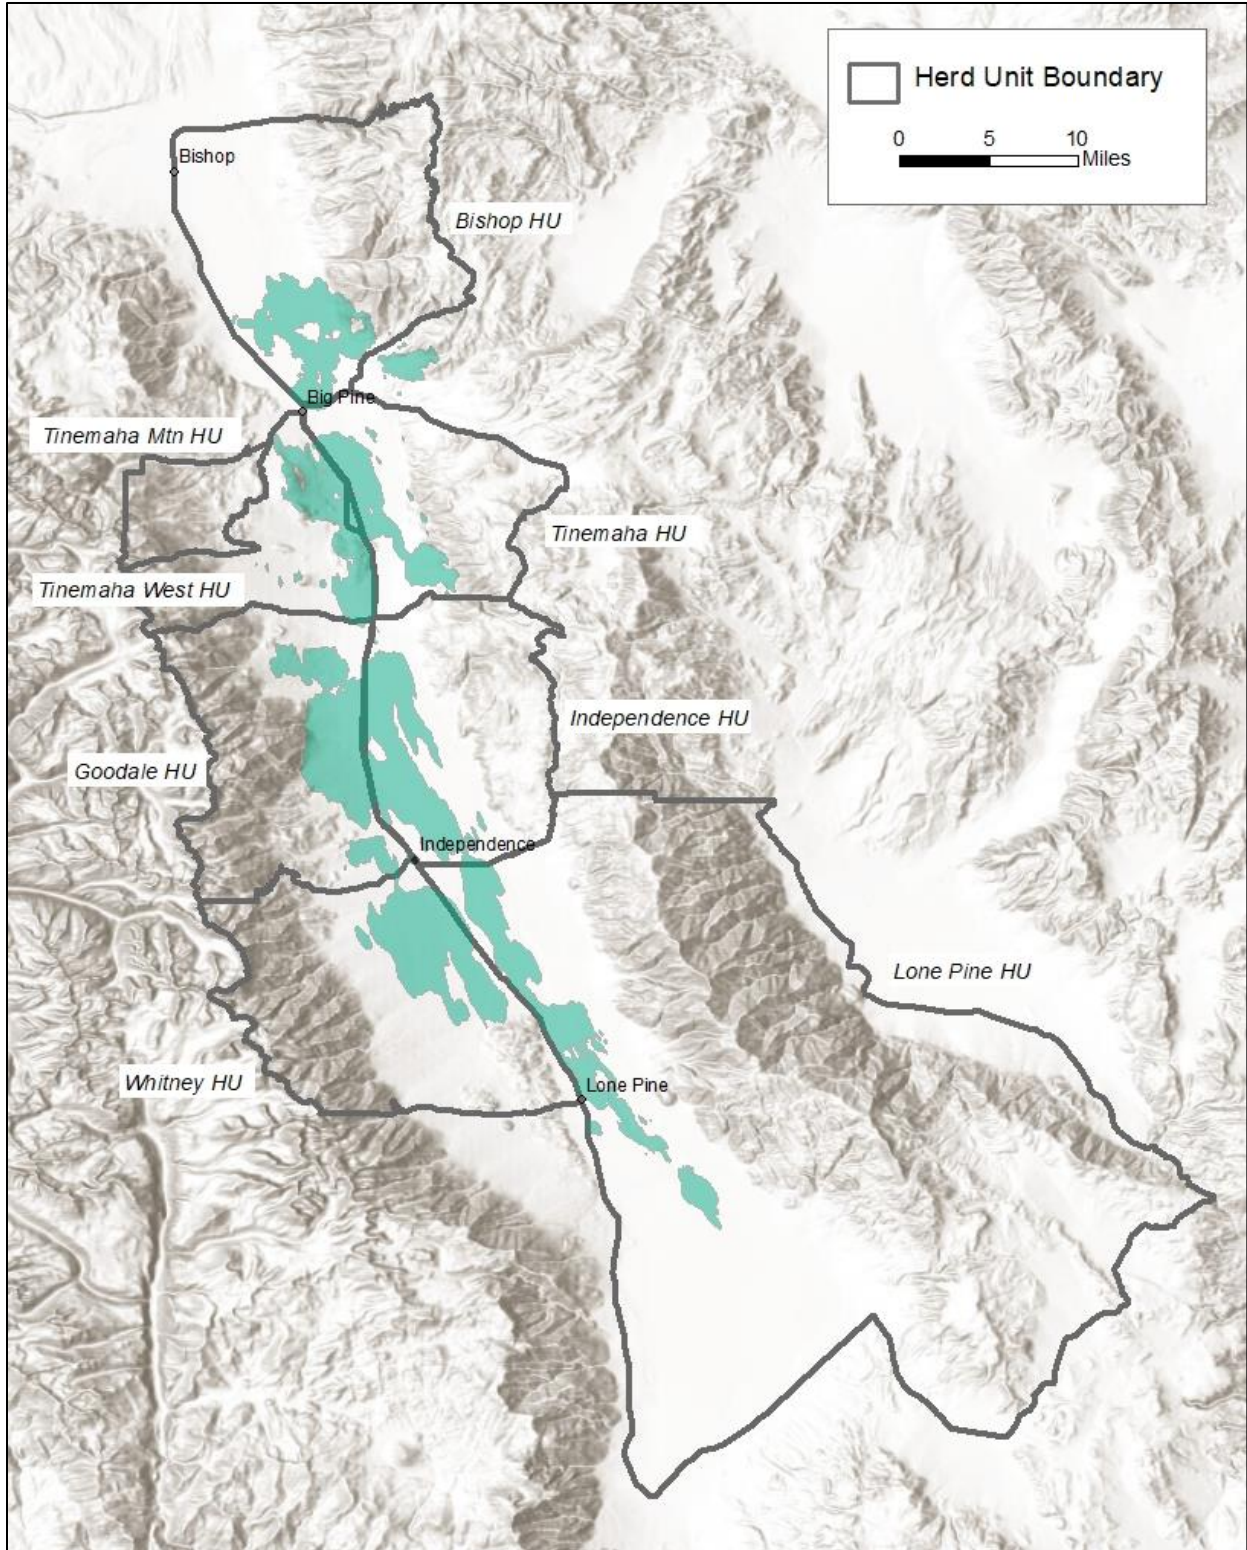 Herd Unit Boundary
0 5 10
Miles
Bishop
Bishop HU
Big Pine
Tinemaha Mtn HU
Tinemaha HU
Tinemaha West HU
Independence HU
Goodale HU
Independence
Lone Pine HU
Whitney HU
Lone Pine